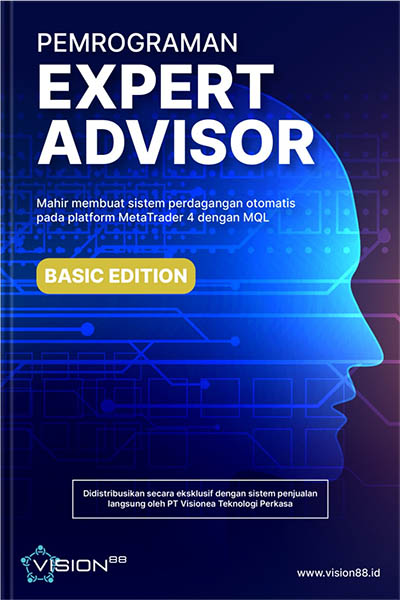 PEMROGRAMAN
EXPERT
ADVISOR
Mahir membuat sistem perdagangan otomatis
pada platform MetaTrader 4 dengan MQL
BASIC EDITION
Didistribusikan secara eksklusif dengan sistem penjualan
langsung oleh PT Visionea Teknologi Perkasa
VISION88
www.vision88.id